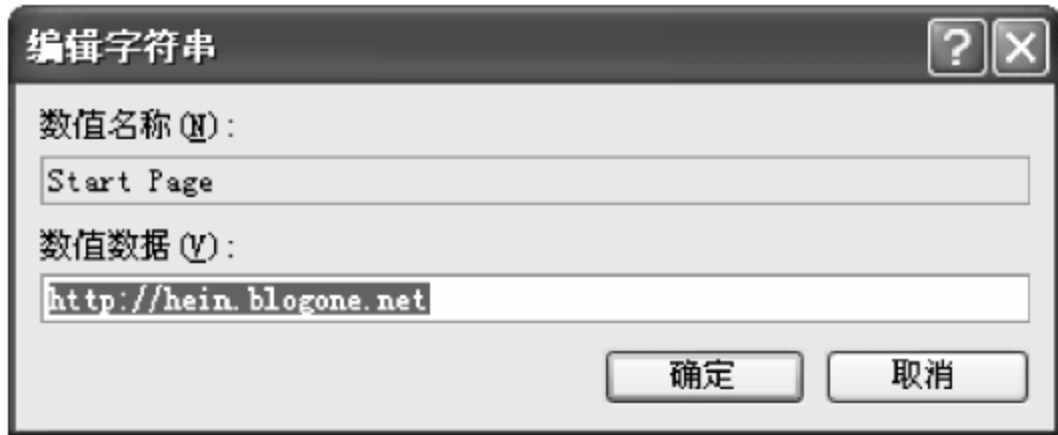 编辑字符串
数值名称(N):
Start Page
数值数据(V):
http://hein.blogone.net
确定
取消